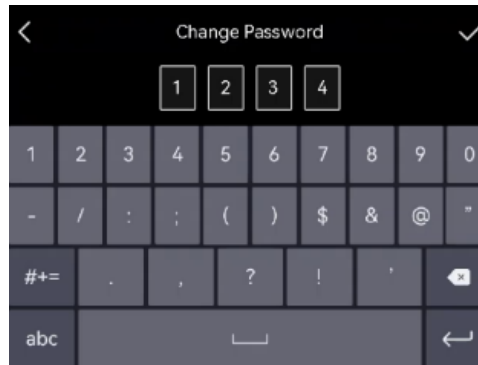 Change Password
1 2 3 4
1 2 3 4 5 6 7 8 9 0
- / : ; ( ) $ & @ ”
#+= . , ? ! ’
abc